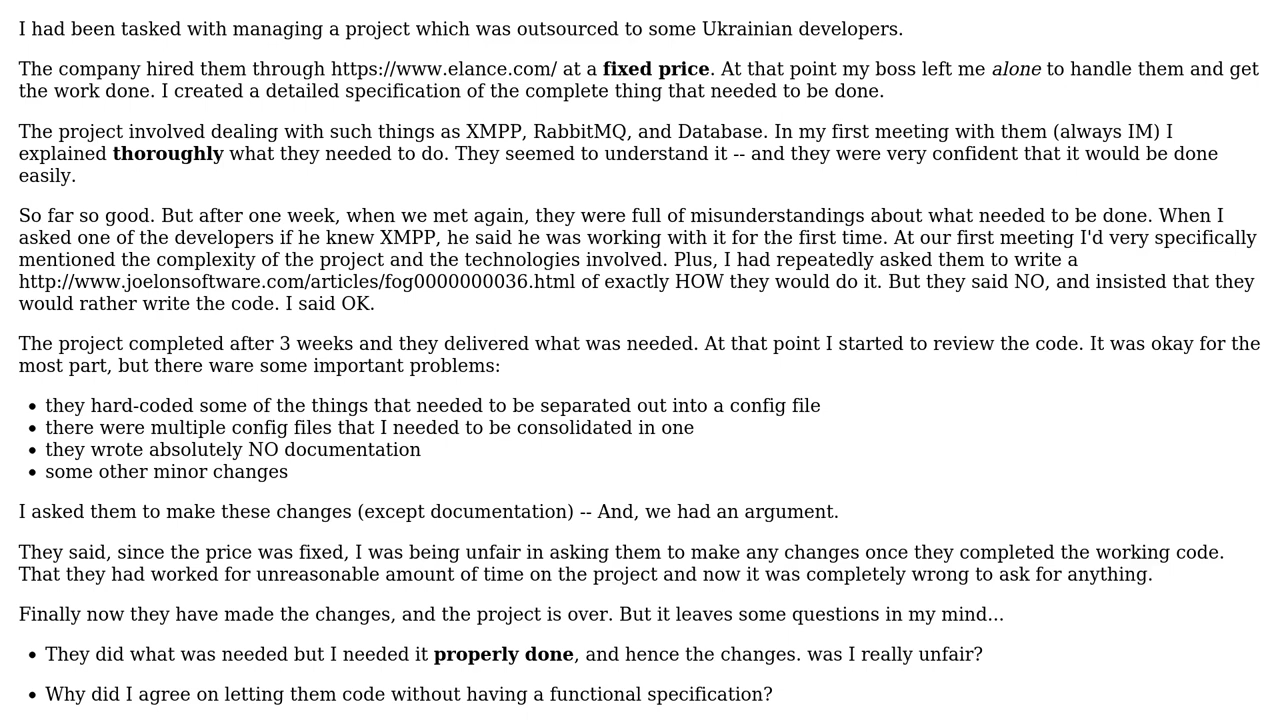 I had been tasked with managing a project which was outsourced to some Ukrainian developers.
The company hired them through https://www.elance.com/ at a fixed price. At that point my boss left me alone to handle them and get
the work done. I created a detailed specification of the complete thing that needed to be done.
The project involved dealing with such things as XMPP, RabbitMQ, and Database. In my first meeting with them (always IM) I
explained thoroughly what they needed to do. They seemed to understand it -- and they were very confident that it would be done
easily.
So far so good. But after one week, when we met again, they were full of misunderstandings about what needed to be done. When I
asked one of the developers if he knew XMPP, he said he was working with it for the first time. At our first meeting I'd very specifically
mentioned the complexity of the project and the technologies involved. Plus, I had repeatedly asked them to write a
http://www.joelonsoftware.com/articles/fog0000000036.html of exactly HOW they would do it. But they said NO, and insisted that they
would rather write the code. I said OK.
The project completed after 3 weeks and they delivered what was needed. At that point I started to review the code. It was okay for the
most part, but there ware some important problems:
• they hard-coded some of the things that needed to be separated out into a config file
• there were multiple config files that I needed to be consolidated in one
• they wrote absolutely NO documentation
• some other minor changes
I asked them to make these changes (except documentation) -- And, we had an argument.
They said, since the price was fixed, I was being unfair in asking them to make any changes once they completed the working code.
That they had worked for unreasonable amount of time on the project and now it was completely wrong to ask for anything.
Finally now they have made the changes, and the project is over. But it leaves some questions in my mind...
• They did what was needed but I needed it properly done, and hence the changes. was I really unfair?
• Why did I agree on letting them code without having a functional specification?